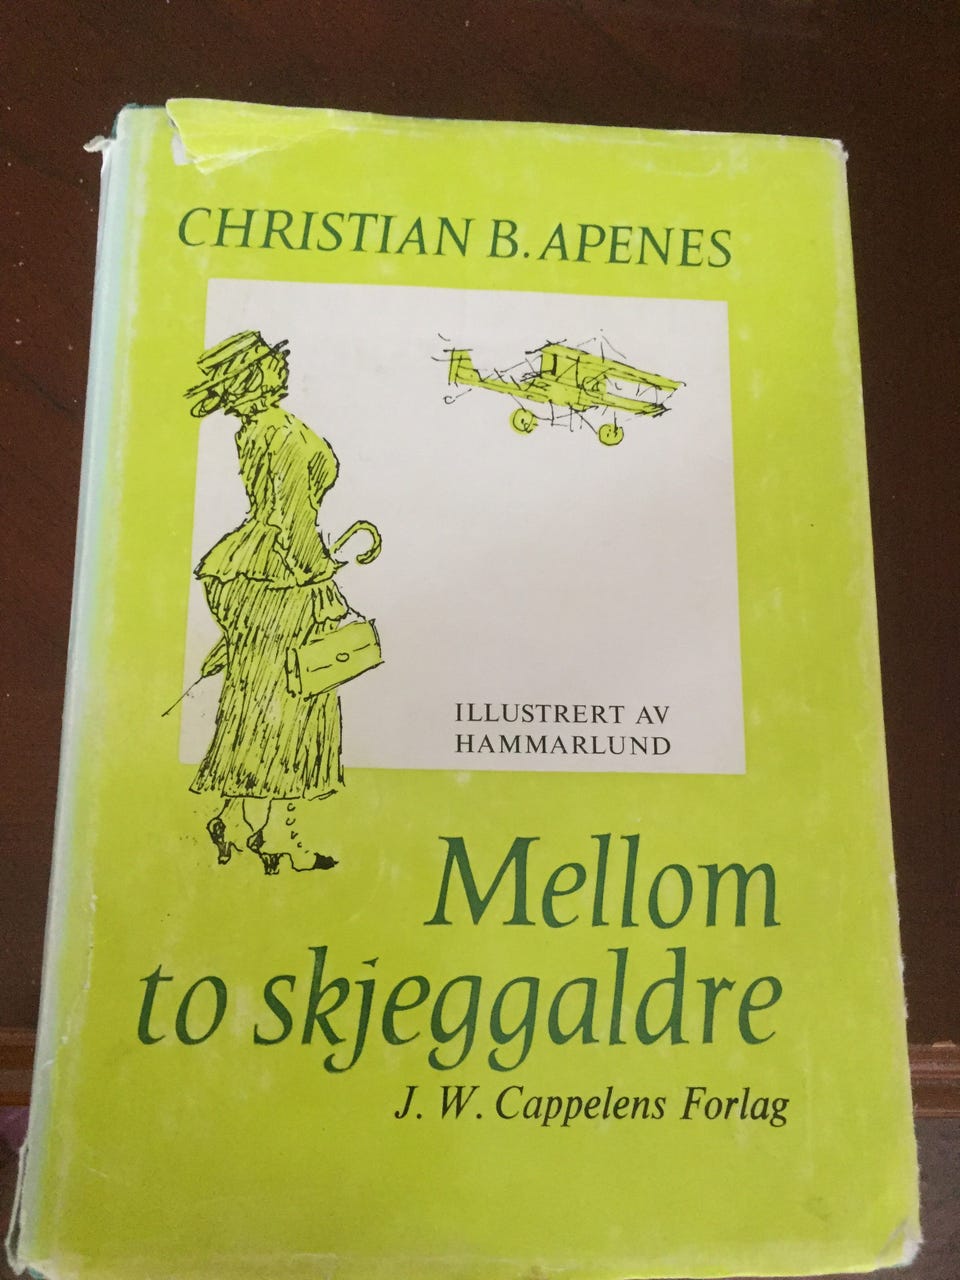 CHRISTIAN B. APENES
ILLUSTRERT AV
HAMMARLUND
Mellom
to skjeggaldre
J. W. Cappelens Forlag